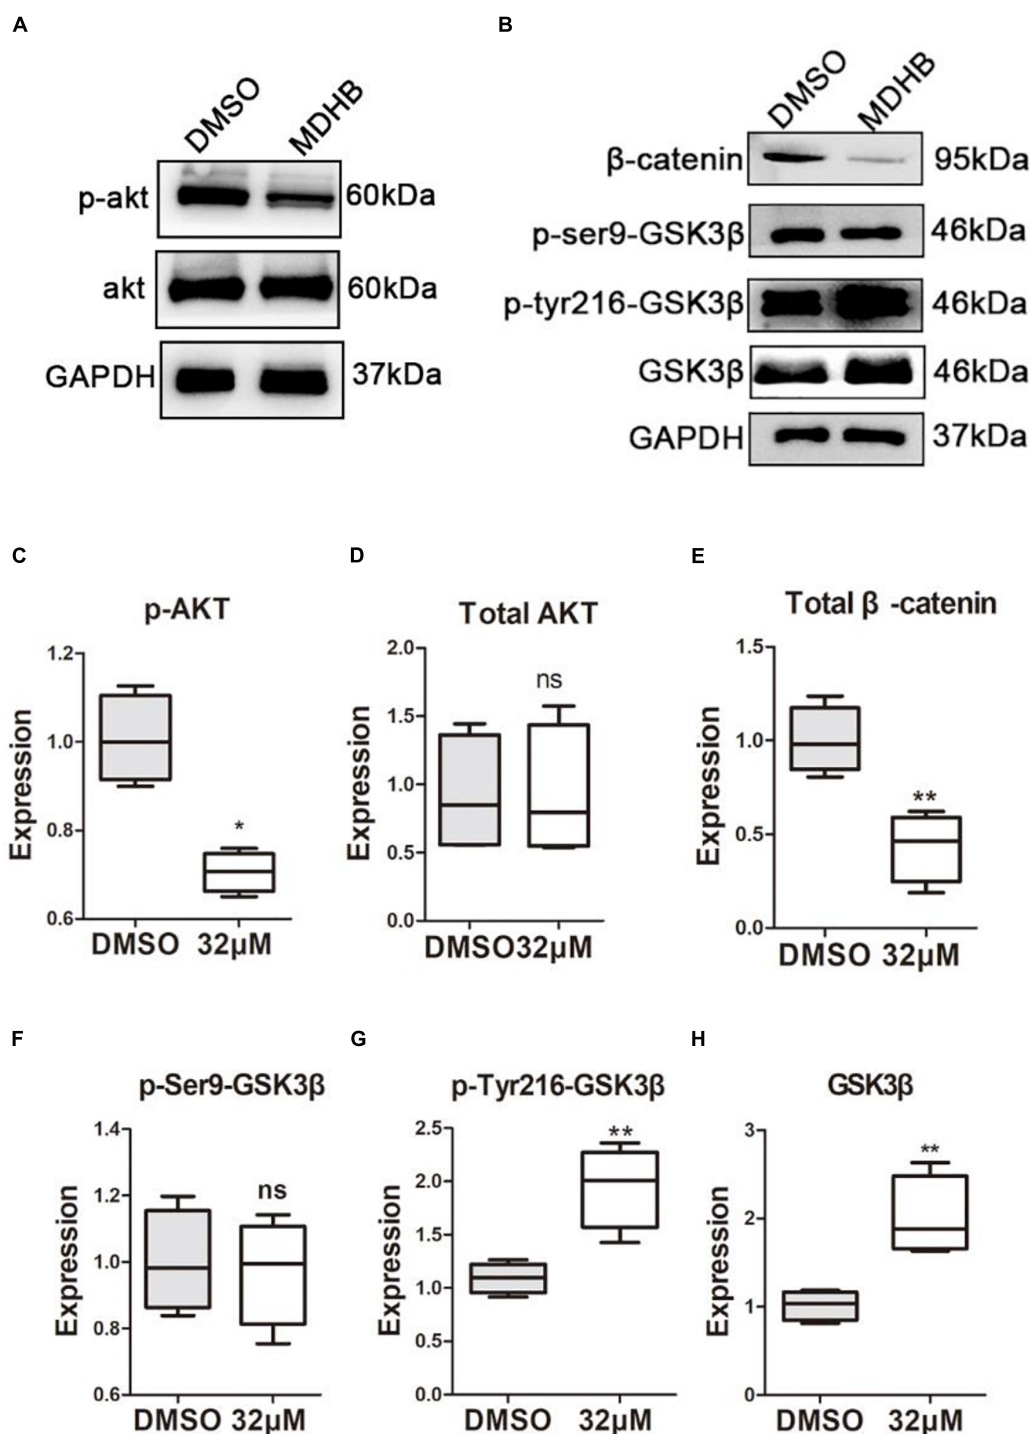 A
B
DMSO MDHB
p-akt 60kDa
akt 60kDa
GAPDH 37kDa
DMSO MDHB
β-catenin 95kDa
p-ser9-GSK3β 46kDa
p-tyr216-GSK3β 46kDa
GSK3β 46kDa
GAPDH 37kDa
C
p-AKT
Expression
1.2
1.0
0.8
0.6
*
DMSO 32μM
D
Total AKT
Expression
2.0
1.5
1.0
0.5
0.0
ns
DMSO 32μM
E
Total β -catenin
Expression
1.5
1.0
0.5
0.0
**
DMSO 32μM
F
p-Ser9-GSK3β
Expression
1.4
1.2
1.0
0.8
0.6
ns
DMSO 32μM
G
p-Tyr216-GSK3β
Expression
2.5
2.0
1.5
1.0
0.5
0.0
**
DMSO 32μM
H
GSK3β
Expression
3
2
1
0
**
DMSO 32μM